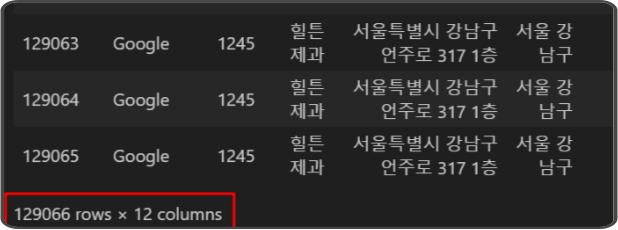 129063 Google 1245 힐튼 제과 서울특별시 강남구 언주로 317 1층 서울 강남구
129064 Google 1245 힐튼 제과 서울특별시 강남구 언주로 317 1층 서울 강남구
129065 Google 1245 힐튼 제과 서울특별시 강남구 언주로 317 1층 서울 강남구
129066 rows × 12 columns